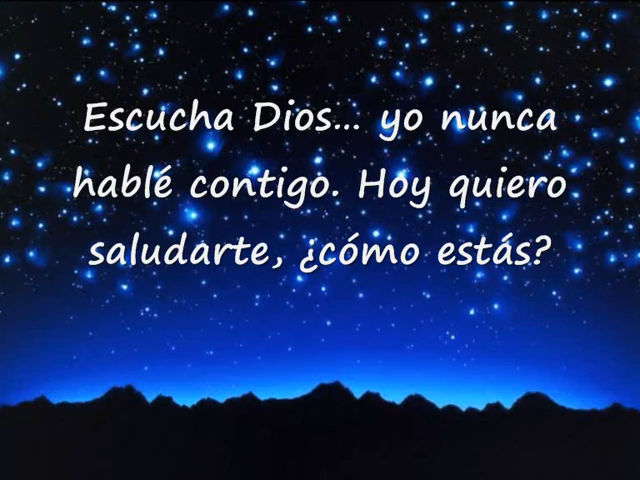 Escucha Dios... yo nunca
hablé contigo. Hoy quiero
saludarte, ¿cómo estás?